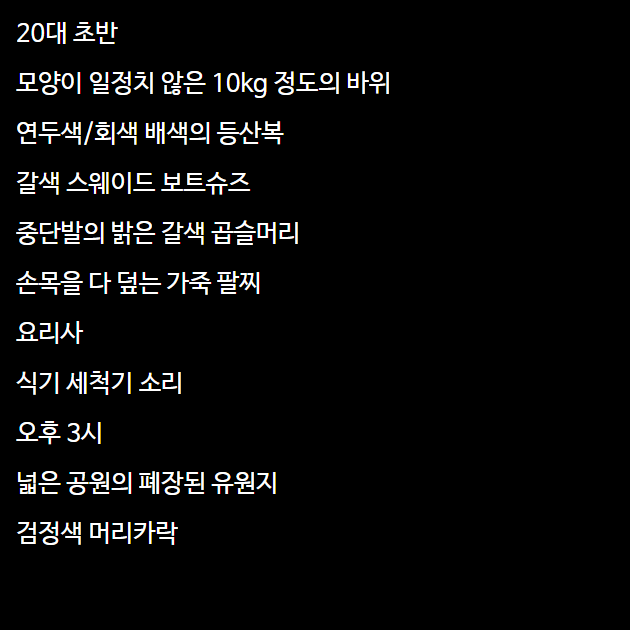 20대 초반
모양이 일정치 않은 10kg 정도의 바위
연두색/회색 배색의 등산복
갈색 스웨이드 보트슈즈
중단발의 밝은 갈색 곱슬머리
손목을 다 덮는 가죽 팔찌
요리사
식기 세척기 소리
오후 3시
넓은 공원의 폐장된 유원지
검정색 머리카락